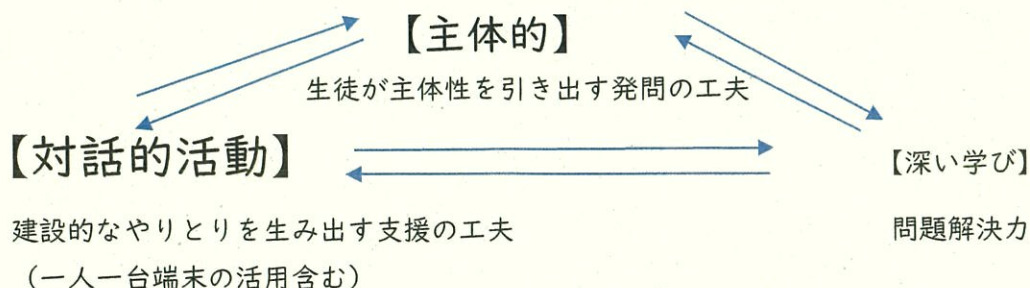 【主体的】
生徒が主体性を引き出す発問の工夫
【対話的活動】
【深い学び】
建設的なやりとりを生み出す支援の工夫
問題解決力
（一人一台端末の活用含む）